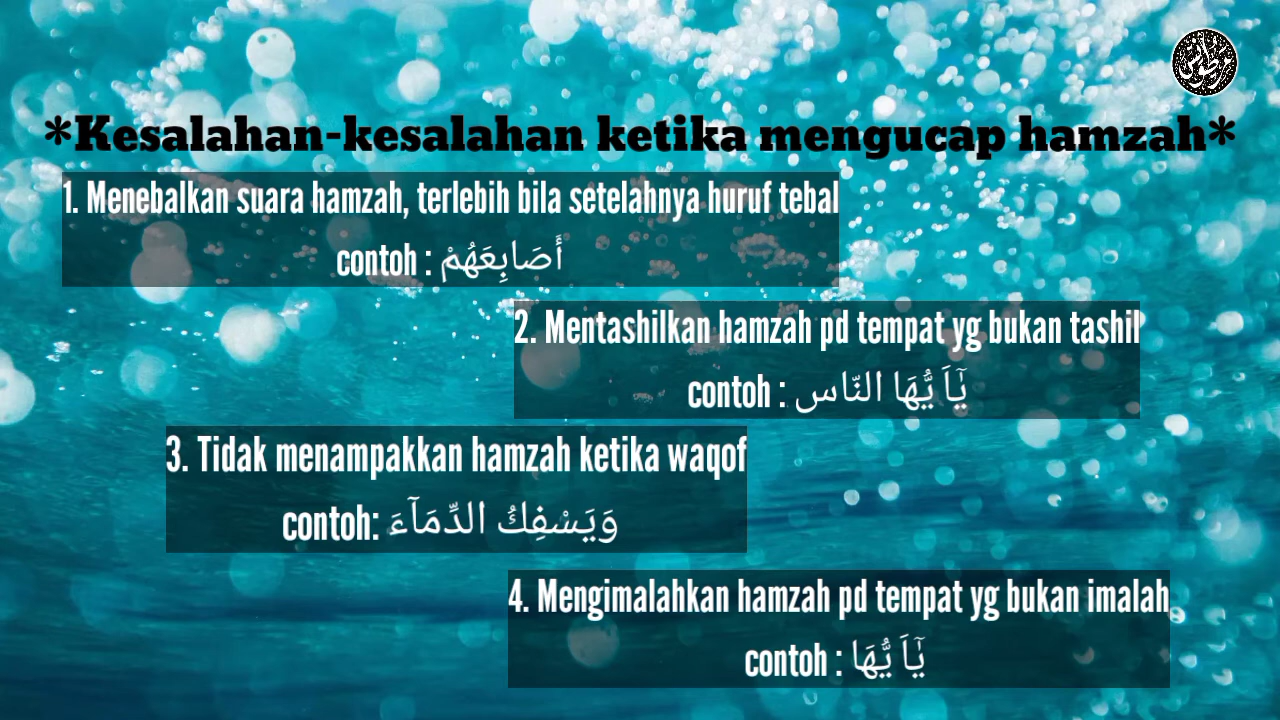 *Kesalahan-kesalahan ketika mengucap hamzah*
1. Menebalkan suara hamzah, terlebih bila setelahnya huruf tebal
contoh : أَصَابِعَهُمْ
2. Mentashilkan hamzah pd tempat yg bukan tashil
contoh : يٰٓاَ يُّهَا النَّاس
3. Tidak menampakkan hamzah ketika waqof
contoh: وَيَسْفِكُ الدِّمَآءَ
4. Mengimalahkan hamzah pd tempat yg bukan imalah
contoh : يٰٓاَ يُّهَا